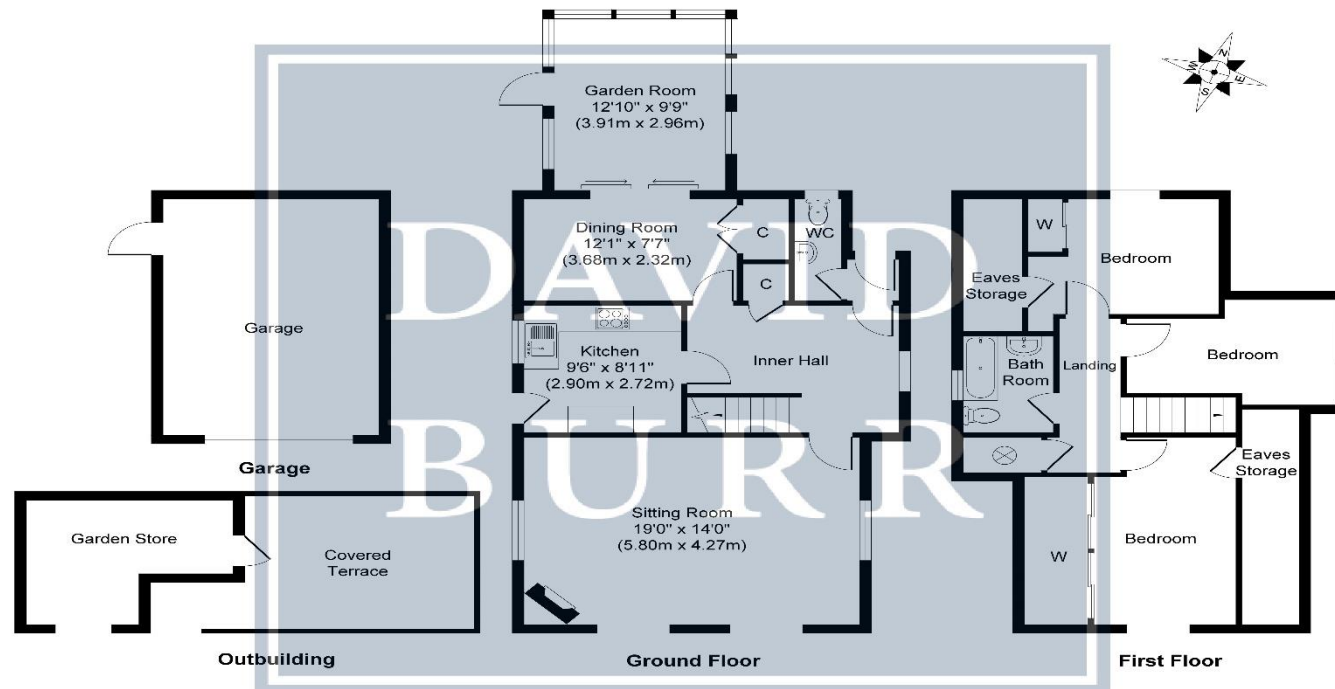 Garden Room
12'10" x 9'9"
(3.91m x 2.96m)
N
E
S
W
DAVID
BURR
Dining Room
12'1" x 7'7"
(3.68m x 2.32m)
C
C
WC
Kitchen
9'6" x 8'11"
(2.90m x 2.72m)
Inner Hall
Sitting Room
19'0" x 14'0"
(5.80m x 4.27m)
Ground Floor
Garage
Garage
Garden Store
Covered
Terrace
Outbuilding
W
Eaves
Storage
Bedroom
Bath
Room
Landing
Bedroom
Eaves
Storage
W
Bedroom
First Floor